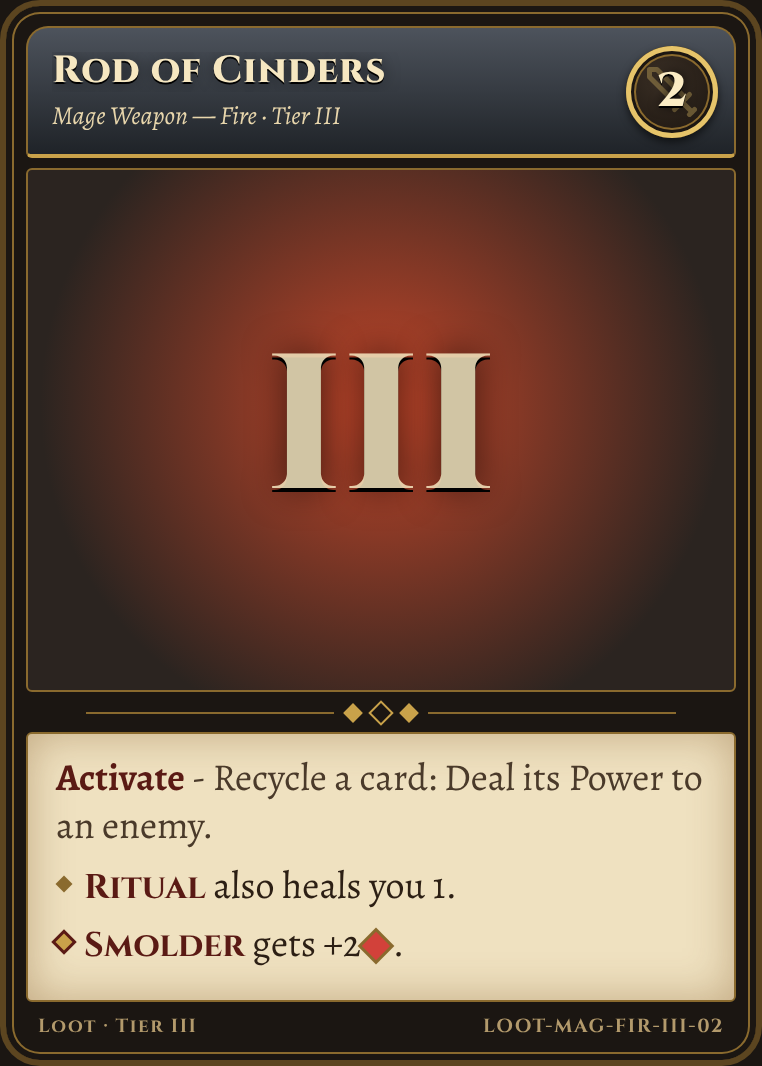 Rod of Cinders
Mage Weapon — Fire · Tier III
2
III
Activate - Recycle a card: Deal its Power to
an enemy.
Ritual also heals you 1.
Smolder gets +2.
Loot · Tier III
LOOT-MAG-FIR-III-02